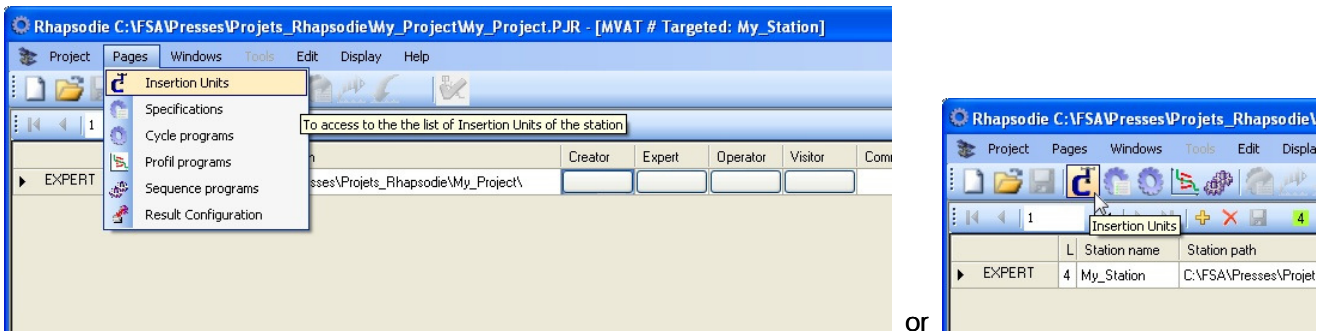 Rhapsodie C:\FSA\Presses\Projets_Rhapsodie\My_Project\My_Project.PJR - [MVAT # Targeted: My_Station]
Project Pages Windows Tools Edit Display Help
Insertion Units
Specifications
1 Cycle programs
To access to the the list of Insertion Units of the station
Profil programs Creator Expert Operator Visitor
EXPERT Sequence programs sses\Projets_Rhapsodie\My_Project\
Result Configuration
or
Rhapsodie C:\FSA\Presses\Projets_Rhapsodie\
Project Pages Windows Tools Edit
1 4
Insertion Units
L Station name Station path
EXPERT 4 My_Station C:\FSA\Presses\Projet